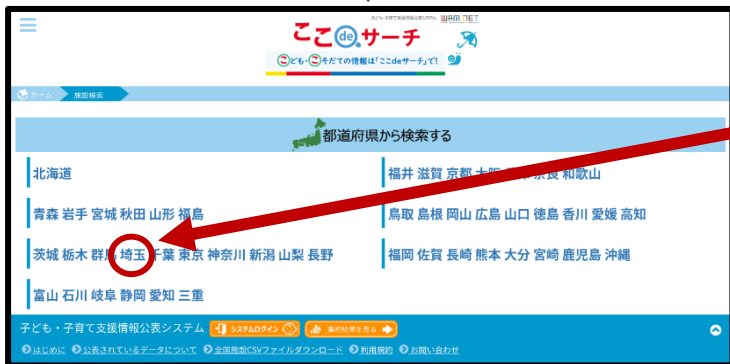 子ども・子育て支援情報公表システム WAM NET
ここdeサーチ
こども・こそだての情報は「ここdeサーチ」で!
ホーム 施設検索
都道府県から検索する
北海道
福井 滋賀 京都 大阪 奈良 和歌山
青森 岩手 宮城 秋田 山形 福島
鳥取 島根 岡山 広島 山口 徳島 香川 愛媛 高知
茨城 栃木 群馬 埼玉 千葉 東京 神奈川 新潟 山梨 長野
福岡 佐賀 長崎 熊本 大分 宮崎 鹿児島 沖縄
富山 石川 岐阜 静岡 愛知 三重
子ども・子育て支援情報公表システム システムログイン 集約結果を見る
はじめに 公表されているデータについて 全国施設CSVファイルダウンロード 利用規約 お問い合わせ